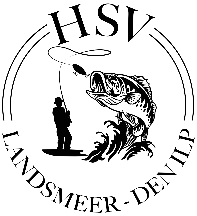 HSV
LANDSMEER - DEN ILP